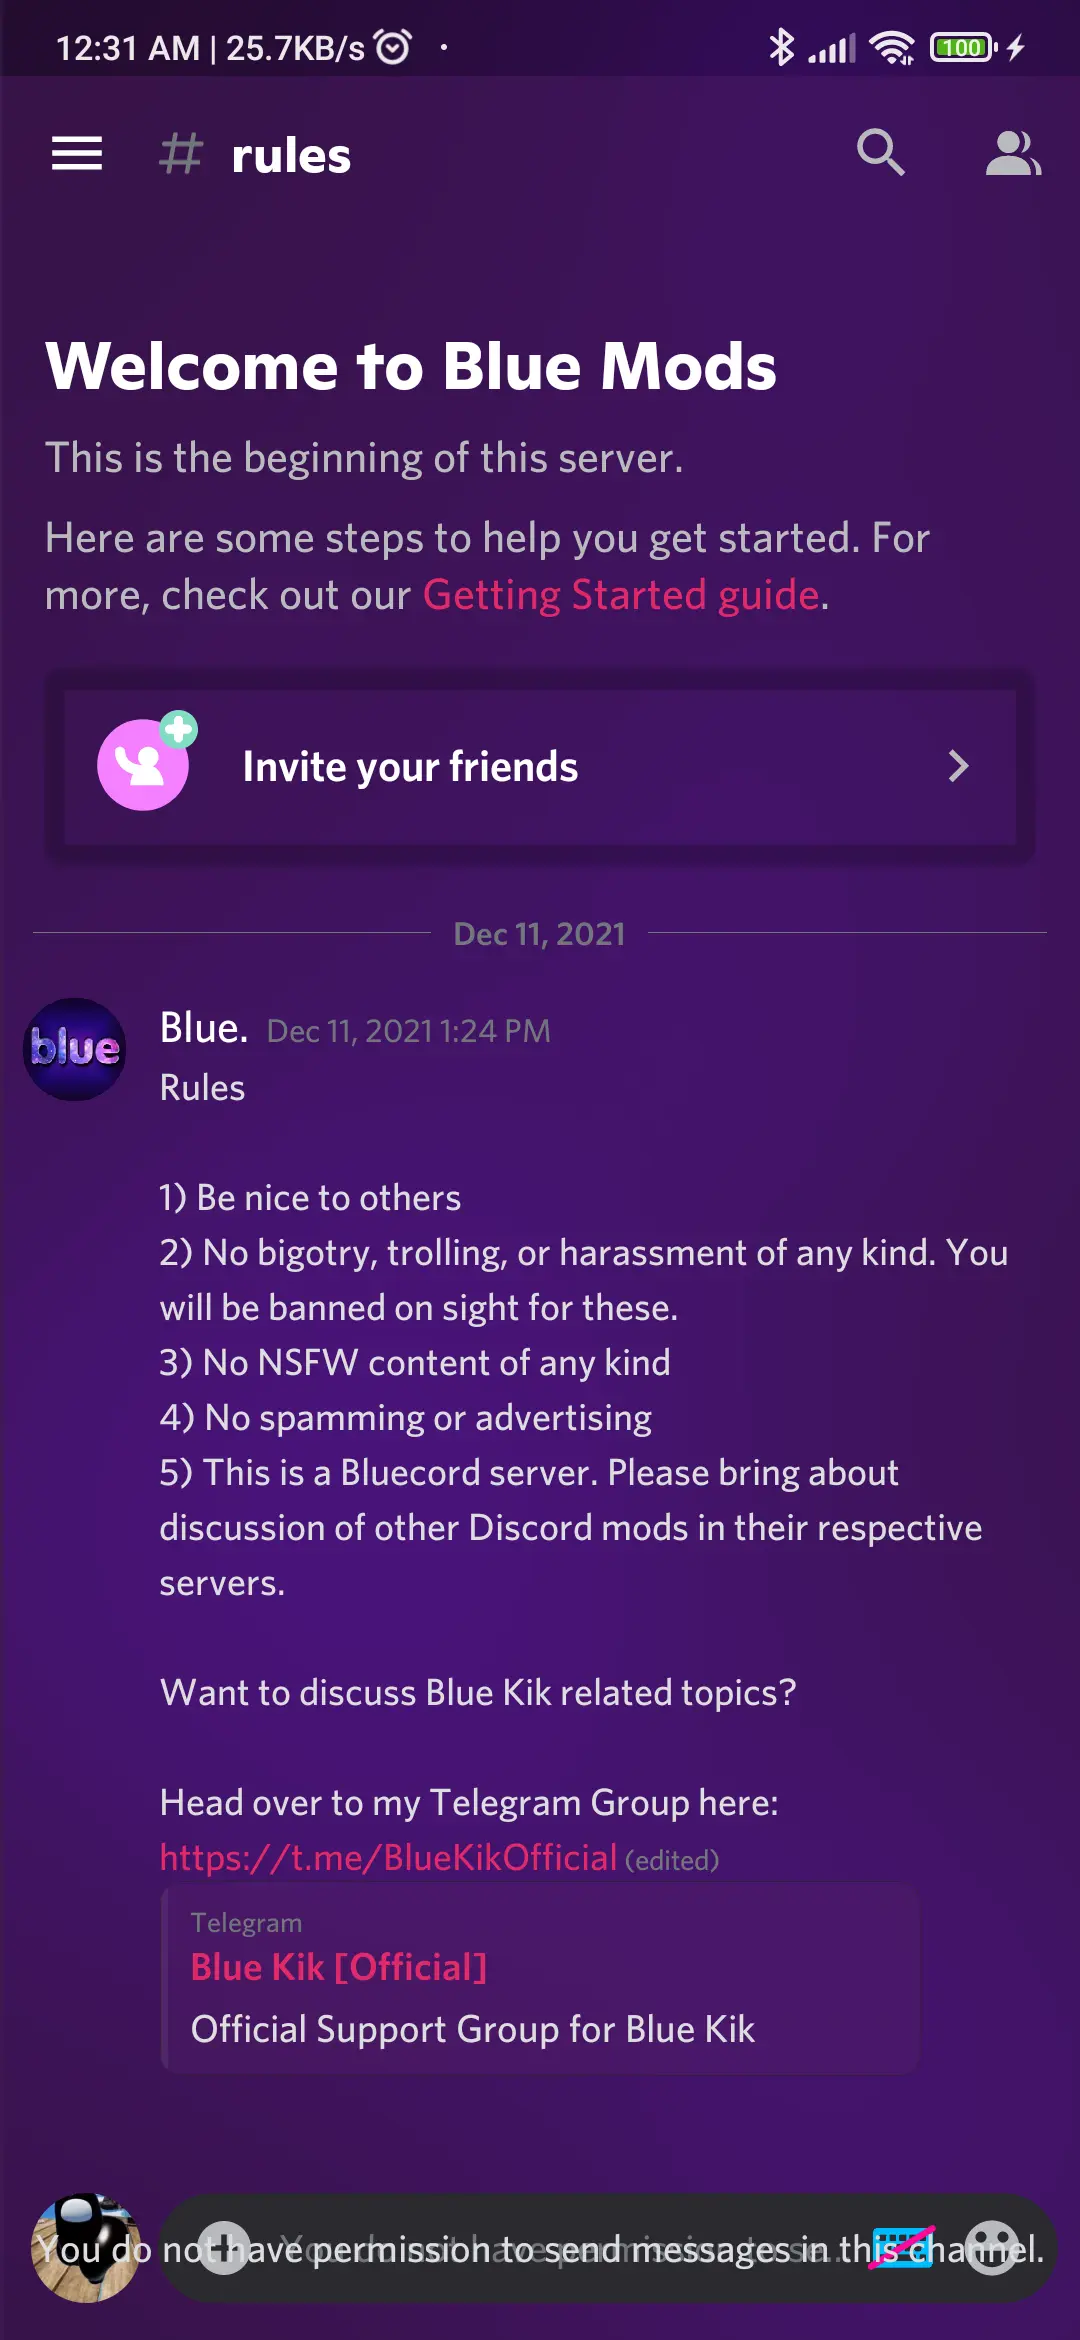 12:31 AM | 25.7KB/s
100
# rules
Welcome to Blue Mods
This is the beginning of this server.
Here are some steps to help you get started. For
more, check out our Getting Started guide.
Invite your friends
Dec 11, 2021
blue
Blue. Dec 11, 2021 1:24 PM
Rules
1) Be nice to others
2) No bigotry, trolling, or harassment of any kind. You
will be banned on sight for these.
3) No NSFW content of any kind
4) No spamming or advertising
5) This is a Bluecord server. Please bring about
discussion of other Discord mods in their respective
servers.
Want to discuss Blue Kik related topics?
Head over to my Telegram Group here:
https://t.me/BlueKikOfficial (edited)
Telegram
Blue Kik [Official]
Official Support Group for Blue Kik
You do not have permission to send messages in this channel.